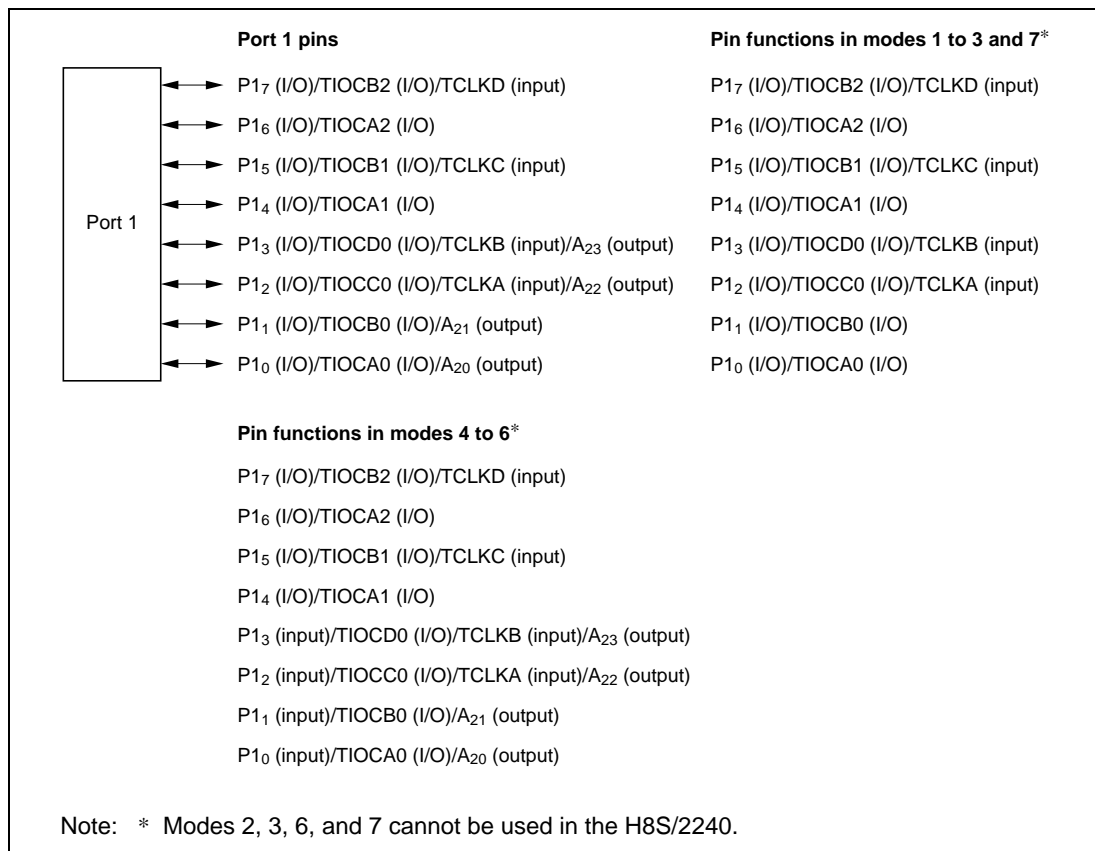 Port 1 pins
Pin functions in modes 1 to 3 and 7*
Port 1
P1₇ (I/O)/TIOCB2 (I/O)/TCLKD (input)
P1₆ (I/O)/TIOCA2 (I/O)
P1₅ (I/O)/TIOCB1 (I/O)/TCLKC (input)
P1₄ (I/O)/TIOCA1 (I/O)
P1₃ (I/O)/TIOCD0 (I/O)/TCLKB (input)/A₂₃ (output)
P1₂ (I/O)/TIOCC0 (I/O)/TCLKA (input)/A₂₂ (output)
P1₁ (I/O)/TIOCB0 (I/O)/A₂₁ (output)
P1₀ (I/O)/TIOCA0 (I/O)/A₂₀ (output)
P1₇ (I/O)/TIOCB2 (I/O)/TCLKD (input)
P1₆ (I/O)/TIOCA2 (I/O)
P1₅ (I/O)/TIOCB1 (I/O)/TCLKC (input)
P1₄ (I/O)/TIOCA1 (I/O)
P1₃ (I/O)/TIOCD0 (I/O)/TCLKB (input)
P1₂ (I/O)/TIOCC0 (I/O)/TCLKA (input)
P1₁ (I/O)/TIOCB0 (I/O)
P1₀ (I/O)/TIOCA0 (I/O)
Pin functions in modes 4 to 6*
P1₇ (I/O)/TIOCB2 (I/O)/TCLKD (input)
P1₆ (I/O)/TIOCA2 (I/O)
P1₅ (I/O)/TIOCB1 (I/O)/TCLKC (input)
P1₄ (I/O)/TIOCA1 (I/O)
P1₃ (input)/TIOCD0 (I/O)/TCLKB (input)/A₂₃ (output)
P1₂ (input)/TIOCC0 (I/O)/TCLKA (input)/A₂₂ (output)
P1₁ (input)/TIOCB0 (I/O)/A₂₁ (output)
P1₀ (input)/TIOCA0 (I/O)/A₂₀ (output)
Note: * Modes 2, 3, 6, and 7 cannot be used in the H8S/2240.